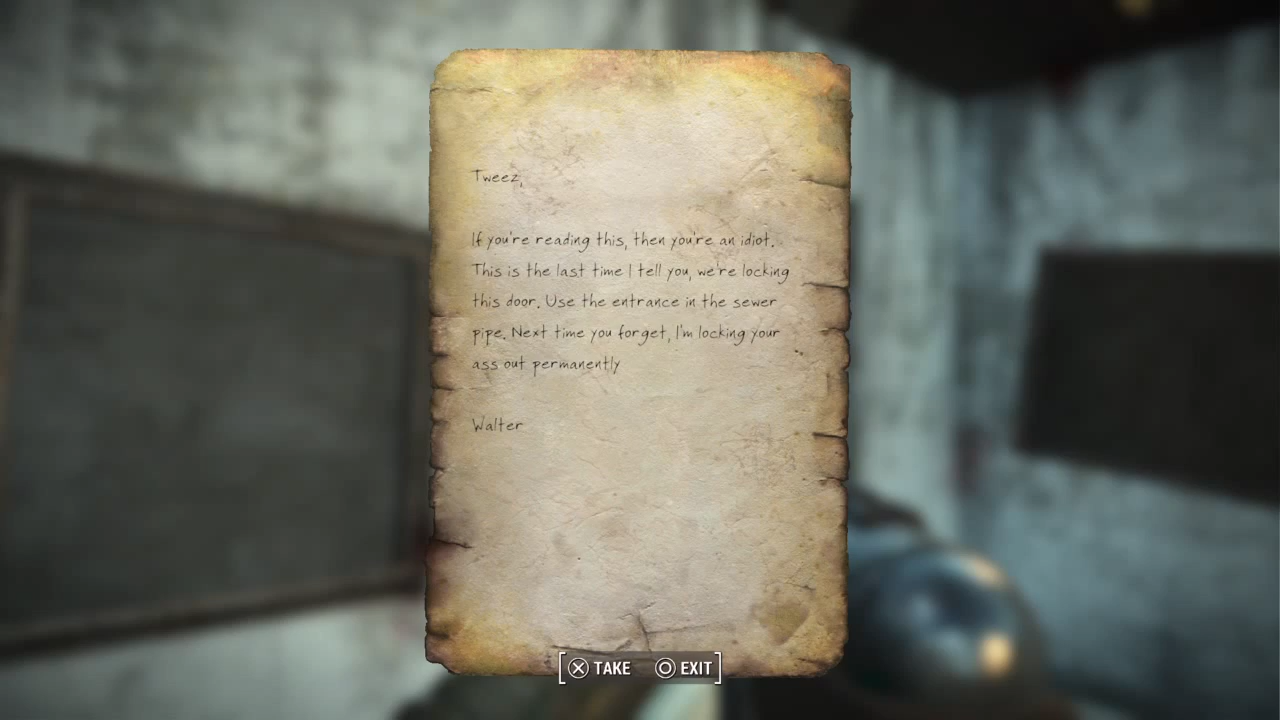 Tweez,
If you're reading this, then you're an idiot.
This is the last time I tell you, we're locking
this door. Use the entrance in the sewer
pipe. Next time you forget, I'm locking your
ass out permanently
Walter
TAKE EXIT